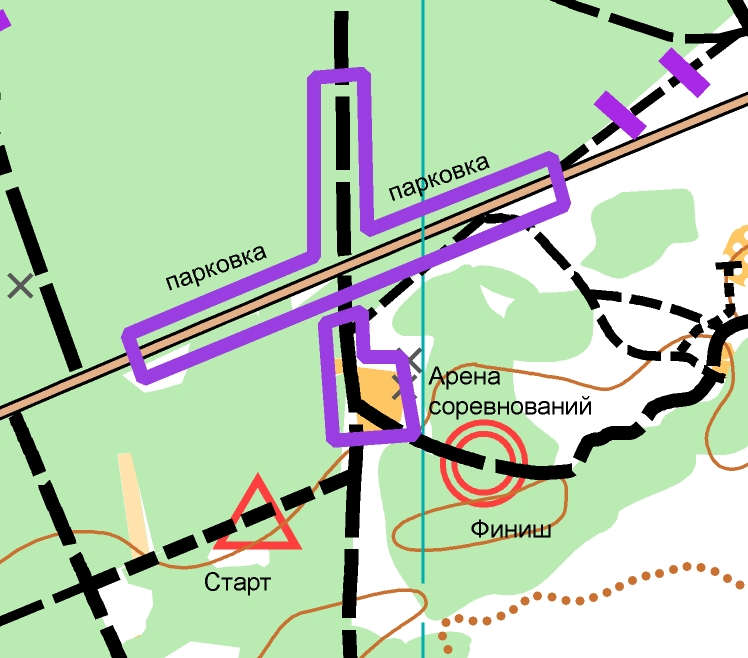 парковка
парковка
Арена
соревнований
Финиш
Старт